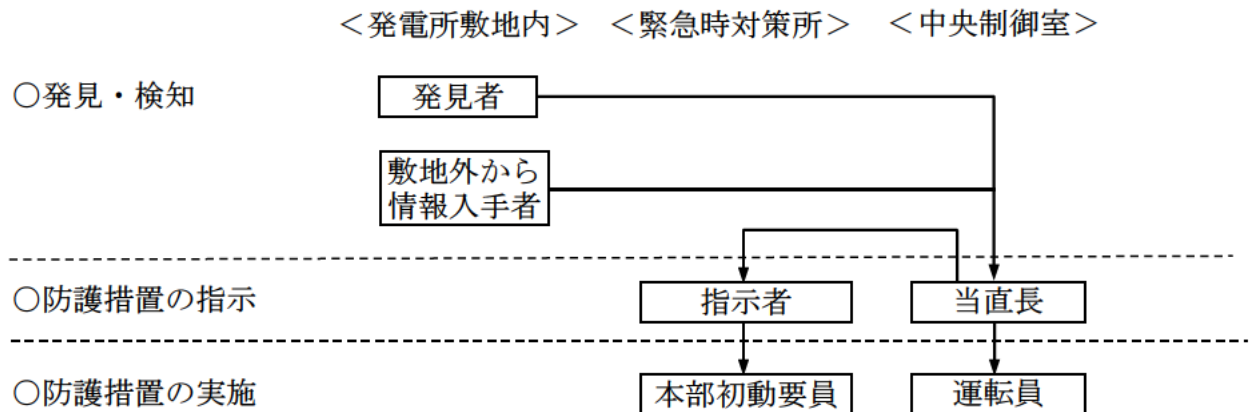 ＜発電所敷地内＞ ＜緊急時対策所＞ ＜中央制御室＞
○発見・検知
発見者
敷地外から
情報入手者
○防護措置の指示
指示者
当直長
○防護措置の実施
本部初動要員
運転員